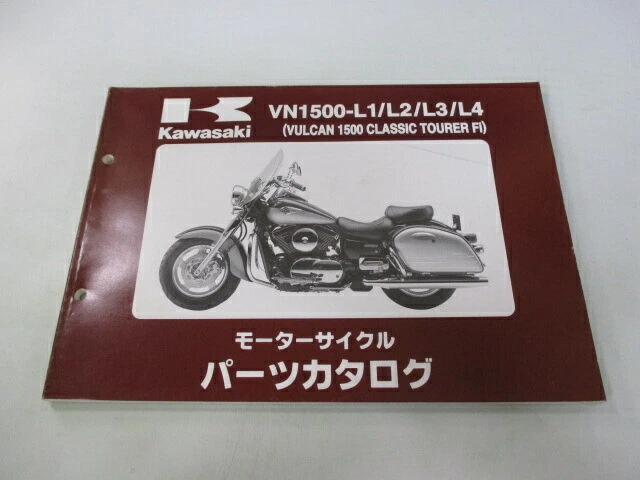 Kawasaki
VN1500-L1/L2/L3/L4
(VULCAN 1500 CLASSIC TOURER Fi)
モーターサイクル
パーツカタログ